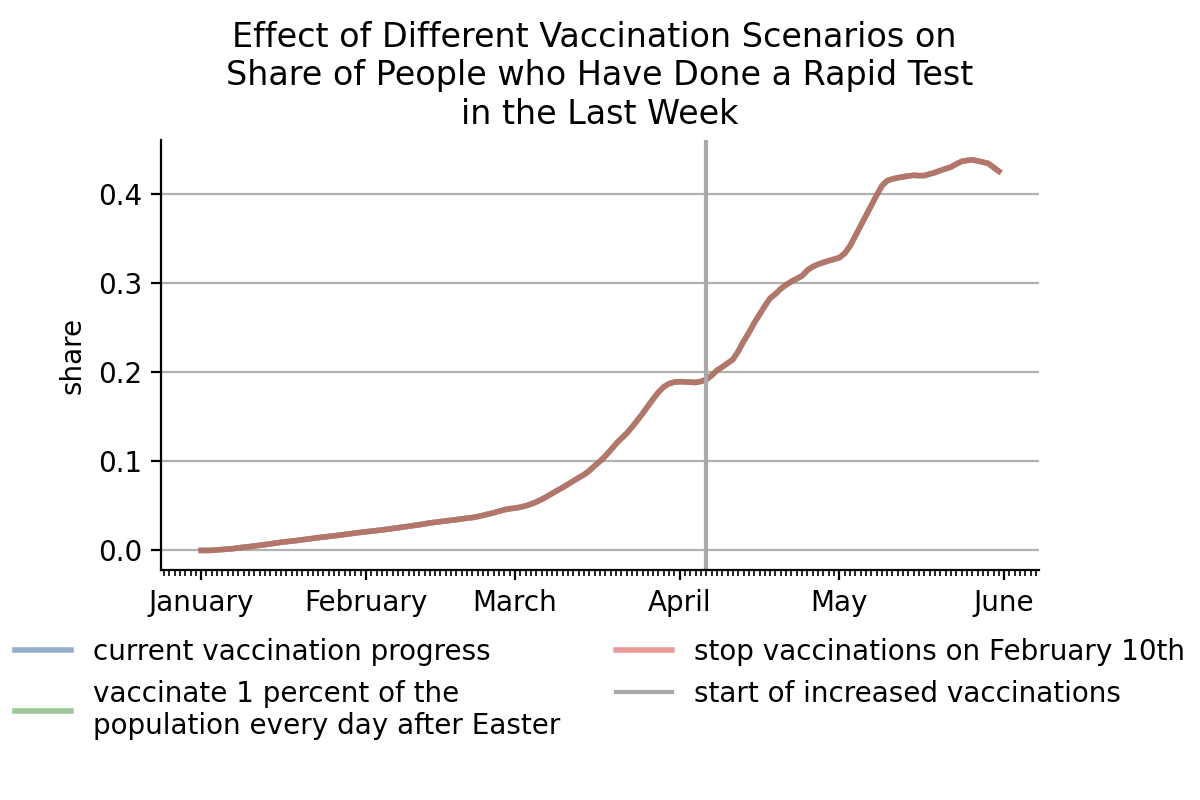 Effect of Different Vaccination Scenarios on
Share of People who Have Done a Rapid Test
in the Last Week
share
0.4
0.3
0.2
0.1
0.0
January February March April May June
current vaccination progress
vaccinate 1 percent of the
population every day after Easter
stop vaccinations on February 10th
start of increased vaccinations